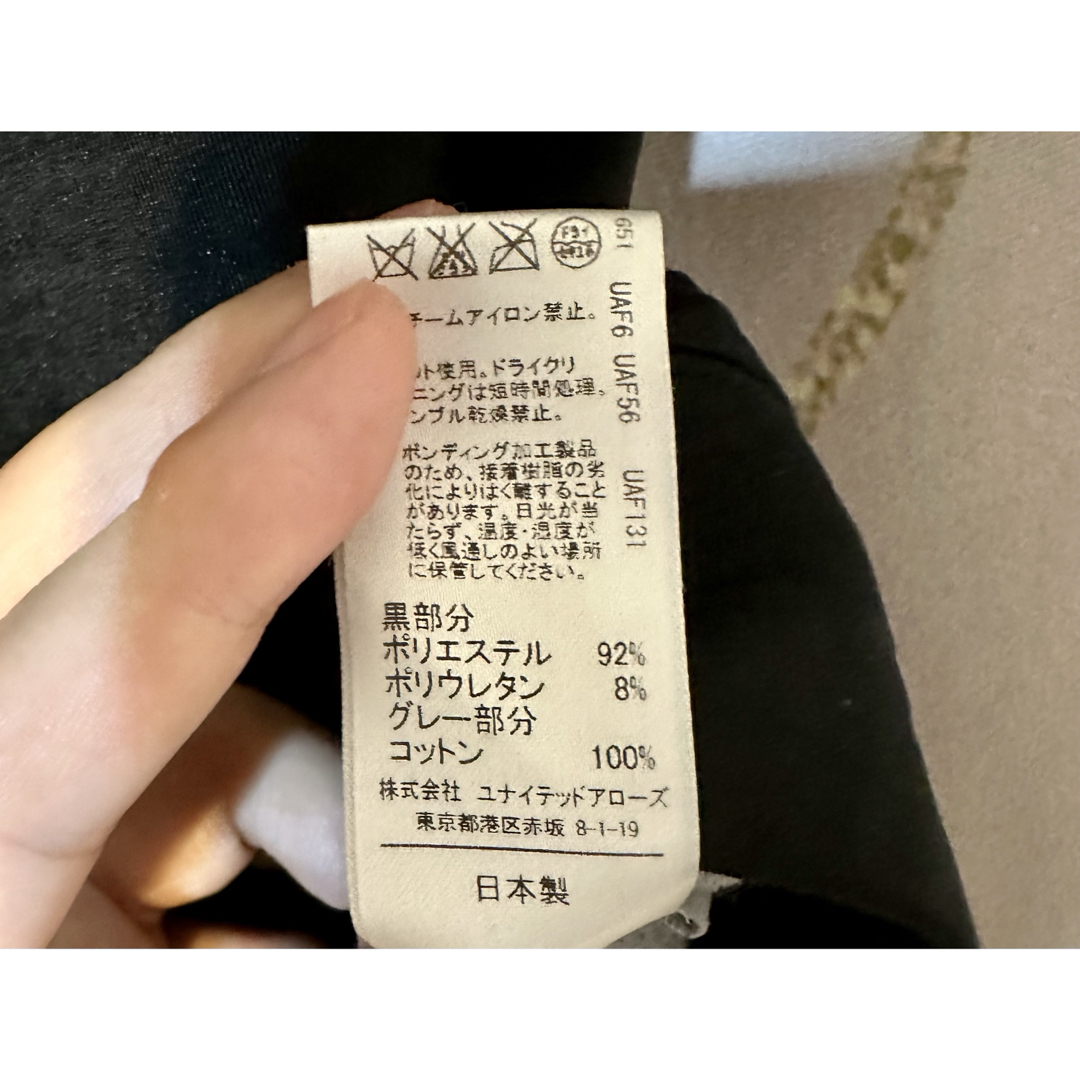 651 UAF6 UAF56 UAF131
ドライ
チームアイロン禁止。
ト使用。ドライクリ
ニングは短時間処理。
ンブル乾燥禁止。
ボンディング加工製品
のため、接着樹脂の劣
化によりはく離すること
があります。日光が当
たらず、温度・湿度が
低く風通しのよい場所
に保管してください。
黒部分
ポリエステル 92%
ポリウレタン 8%
グレー部分
コットン 100%
株式会社 ユナイテッドアローズ
東京都港区赤坂 8-1-19
日本製